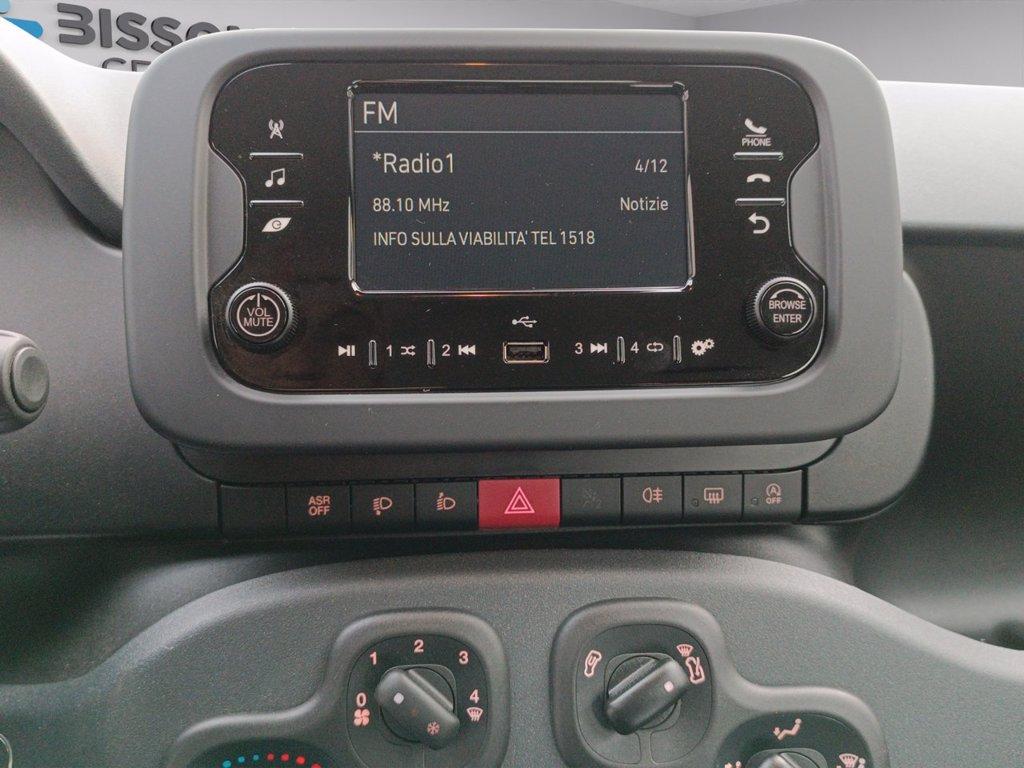 BISSO
FM
*Radio1
4/12
88.10 MHz
Notizie
INFO SULLA VIABILITA' TEL 1518
PHONE
VOL
MUTE
BROWSE
ENTER
1
2
3
4
ASR
OFF
A
OFF
0
1
2
3
4